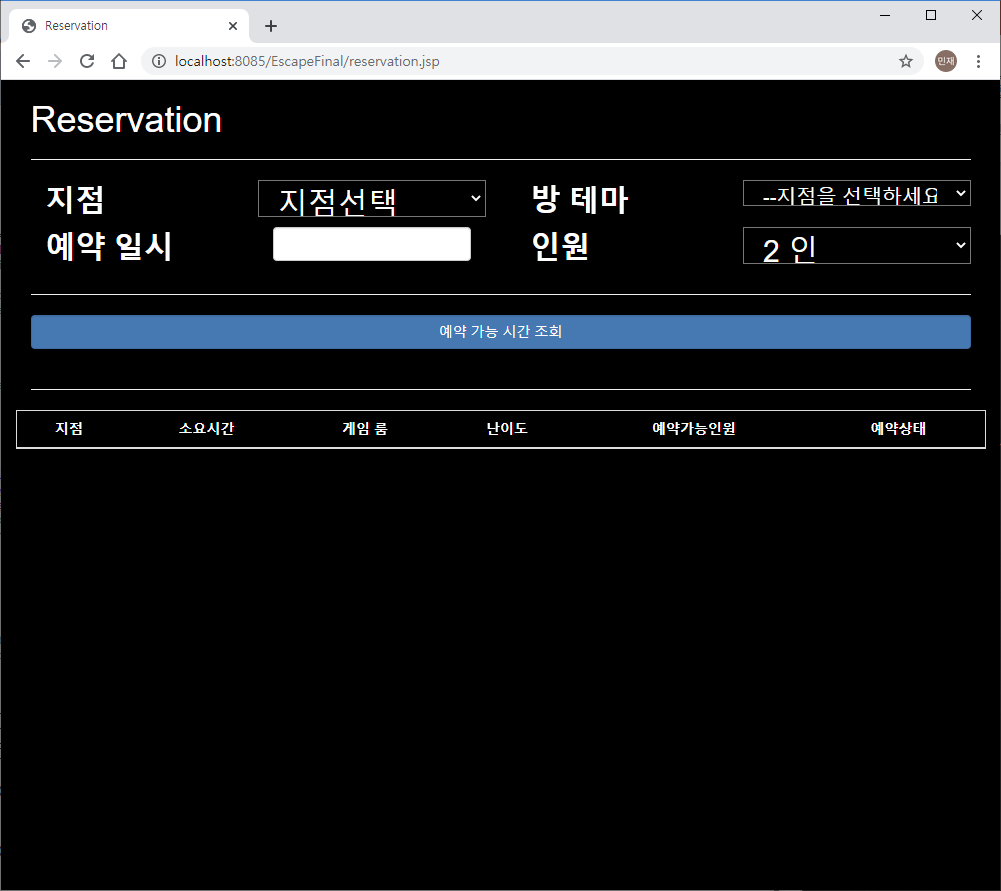 Reservation
localhost:8085/EscapeFinal/reservation.jsp
민재
Reservation
지점 지점선택 방 테마 --지점을 선택하세요
예약 일시 인원 2 인
예약 가능 시간 조회
지점 소요시간 게임 룸 난이도 예약가능인원 예약상태